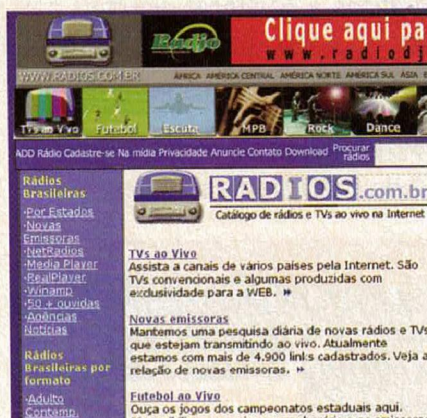 Clique aqui pa
Radjo
www.radiodj
WWW.RADIOS.COM.BR
ÁFRICA AMÉRICA CENTRAL AMÉRICA NORTE AMÉRICA SUL ÁSIA
TVs ao Vivo Futebol Escuta MPB Rock Dance
ADD Rádio Cadastre-se Na mídia Privacidade Anuncie Contato Download Procurar rádios
Rádios
Brasileiras
·Por Estados
·Novas
Emissoras
·NetRadios
·Media Player
·RealPlayer
·Winamp
·50 + ouvidas
·Agências
Notícias
Rádios
Brasileiras por
formato
·Adulto
Contemp.
RADIOS.com.br
Catálogo de rádios e TVs ao vivo na Internet
TVs ao Vivo
Assista a canais de vários países pela Internet. São
TVs convencionais e algumas produzidas com
exclusividade para a WEB. »
Novas emissoras
Mantemos uma pesquisa diária de novas rádios e TVs
que estejam transmitindo ao vivo. Atualmente
estamos com mais de 4.900 links cadastrados. Veja a
relação de novas emissoras. »
Futebol ao Vivo
Ouça os jogos dos campeonatos estaduais aqui.